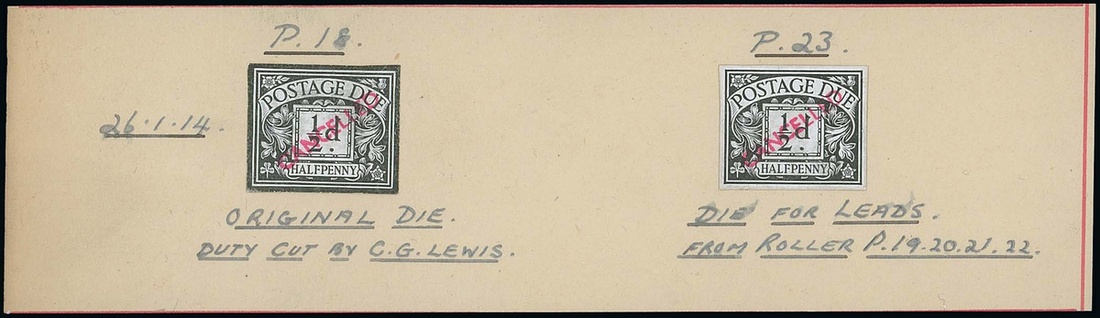 P.18.
P.23.
26.1.14.
POSTAGE DUE
CANCELLED
½d.
HALFPENNY
POSTAGE DUE
CANCELLED
½d.
HALFPENNY
ORIGINAL DIE.
DUTY CUT BY C.G. LEWIS.
DIE FOR LEADS.
FROM ROLLER P.19.20.21.22.